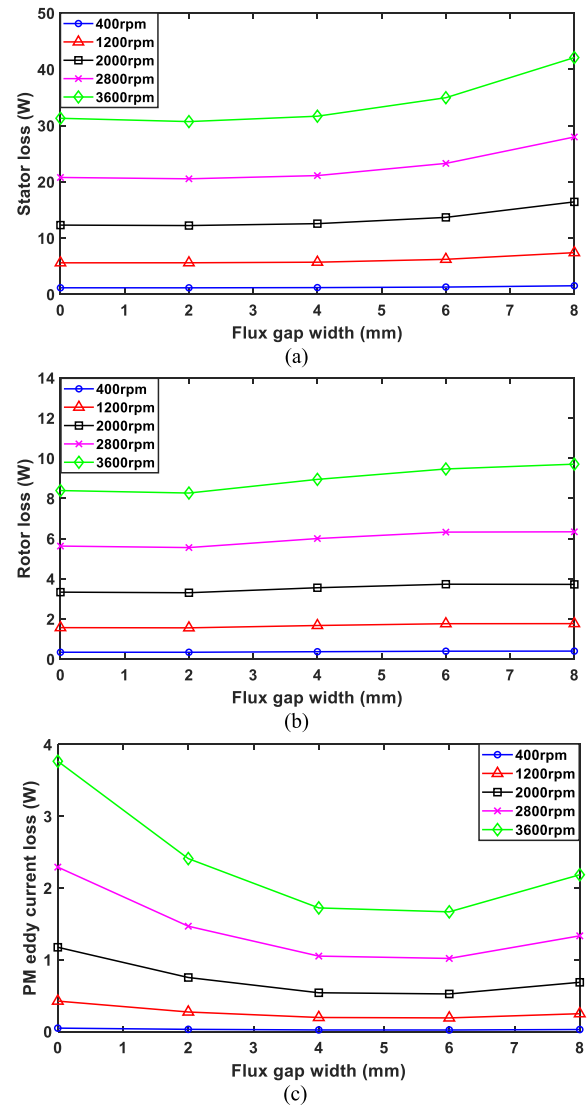 50
40
30
20
10
0
Stator loss (W)
400rpm
1200rpm
2000rpm
2800rpm
3600rpm
0 1 2 3 4 5 6 7 8
Flux gap width (mm)
(a)
14
12
10
8
6
4
2
0
Rotor loss (W)
400rpm
1200rpm
2000rpm
2800rpm
3600rpm
0 1 2 3 4 5 6 7 8
Flux gap width (mm)
(b)
4
3
2
1
0
PM eddy current loss (W)
400rpm
1200rpm
2000rpm
2800rpm
3600rpm
0 1 2 3 4 5 6 7 8
Flux gap width (mm)
(c)